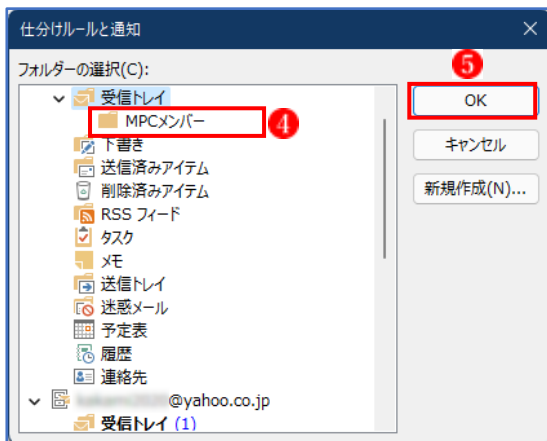 仕分けルールと通知
フォルダーの選択(C):
受信トレイ
MPCメンバー
4
下書き
送信済みアイテム
削除済みアイテム
RSS フィード
タスク
メモ
送信トレイ
迷惑メール
予定表
履歴
連絡先
@yahoo.co.jp
受信トレイ (1)
5
OK
キャンセル
新規作成(N)...